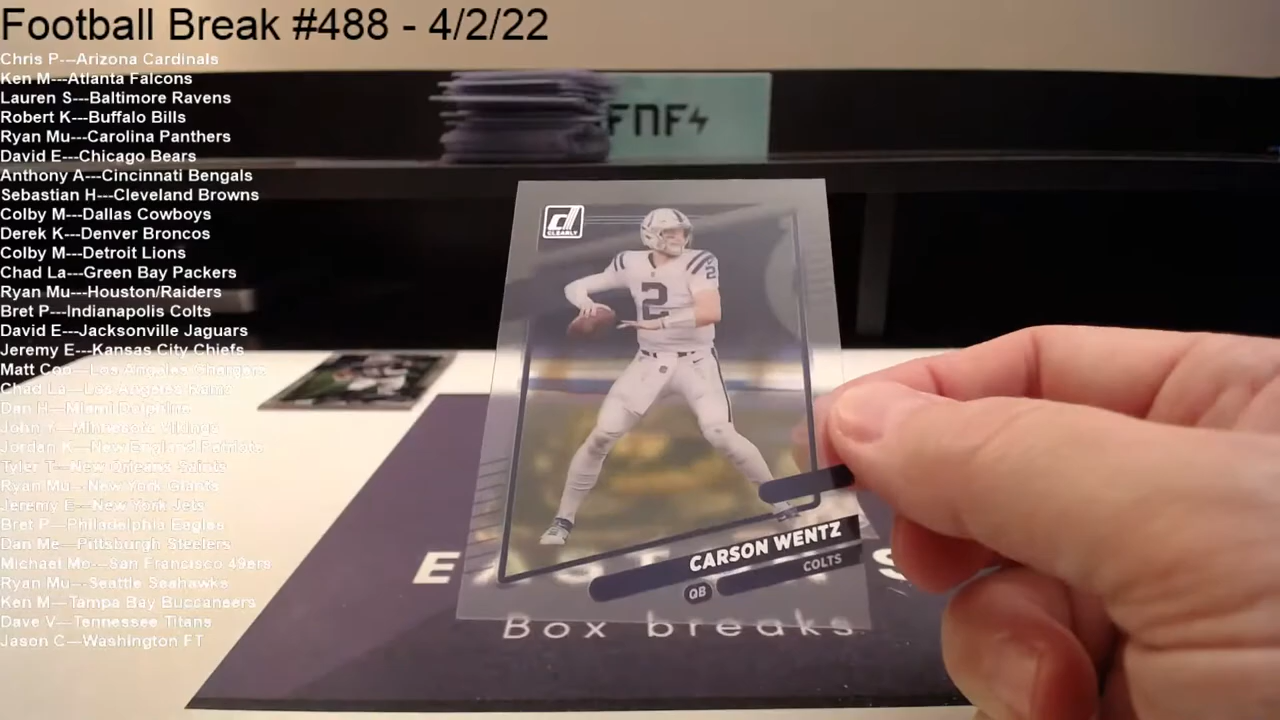 Football Break #488 - 4/2/22
Chris P---Arizona Cardinals
Ken M---Atlanta Falcons
Lauren S---Baltimore Ravens
Robert K---Buffalo Bills
Ryan Mu---Carolina Panthers
David E---Chicago Bears
Anthony A---Cincinnati Bengals
Sebastian H---Cleveland Browns
Colby M---Dallas Cowboys
Derek K---Denver Broncos
Colby M---Detroit Lions
Chad La---Green Bay Packers
Ryan Mu---Houston/Raiders
Bret P---Indianapolis Colts
David E---Jacksonville Jaguars
Jeremy E---Kansas City Chiefs
Matt Con---Los Angeles Chargers
Chad La---Los Angeles Rams
Dan H---Miami Dolphins
John Y---Minnesota Vikings
Jordan K---New England Patriots
Tyler T---New Orleans Saints
Ryan Mu---New York Giants
Jeremy E---New York Jets
Bret P---Philadelphia Eagles
Dan Me---Pittsburgh Steelers
Michael Mc---San Francisco 49ers
Ryan Mu---Seattle Seahawks
Ken M---Tampa Bay Buccaneers
Dave V---Tennessee Titans
Jason C---Washington FT
FNF
d
CLEARLY
2
2
CARSON WENTZ
COLTS
QB
Box breaks